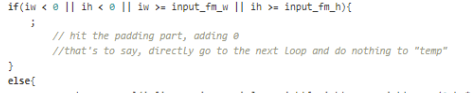 if(iw < 0 || ih < 0 || iw >= input_fm_w || ih >= input_fm_h){
;
// hit the padding part, adding 0
//that's to say, directly go to the next loop and do nothing to "temp"
}
else{